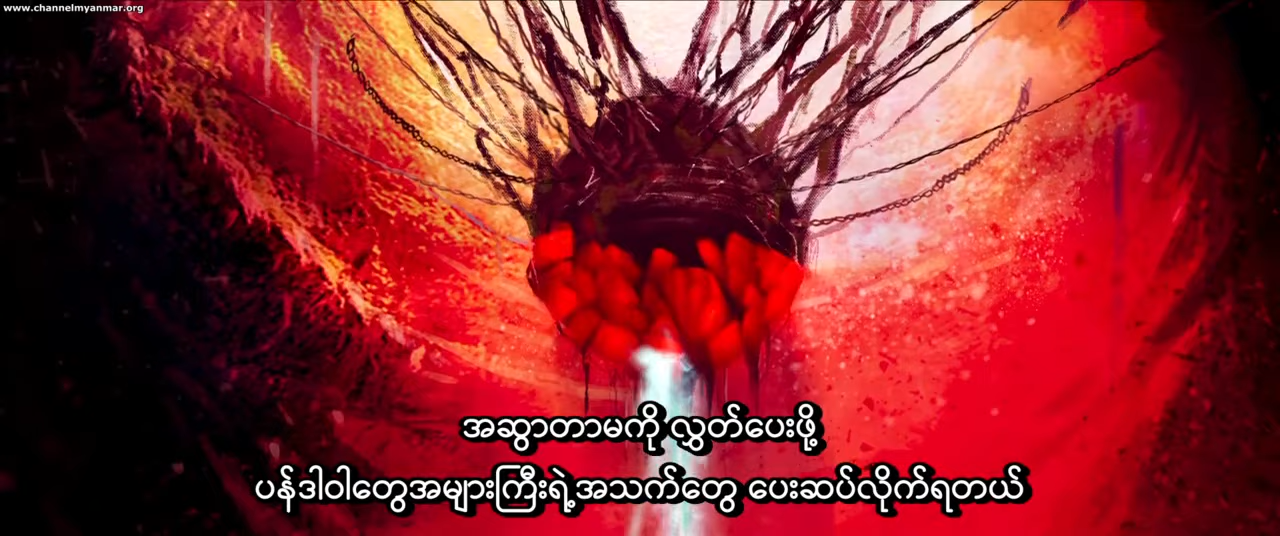 www.channelmyanmar.org
အဆွာတာမကို လွှတ်ပေးဖို့
ပန်ဒါဝါတွေအများကြီးရဲ့အသက်တွေ ပေးဆပ်လိုက်ရတယ်